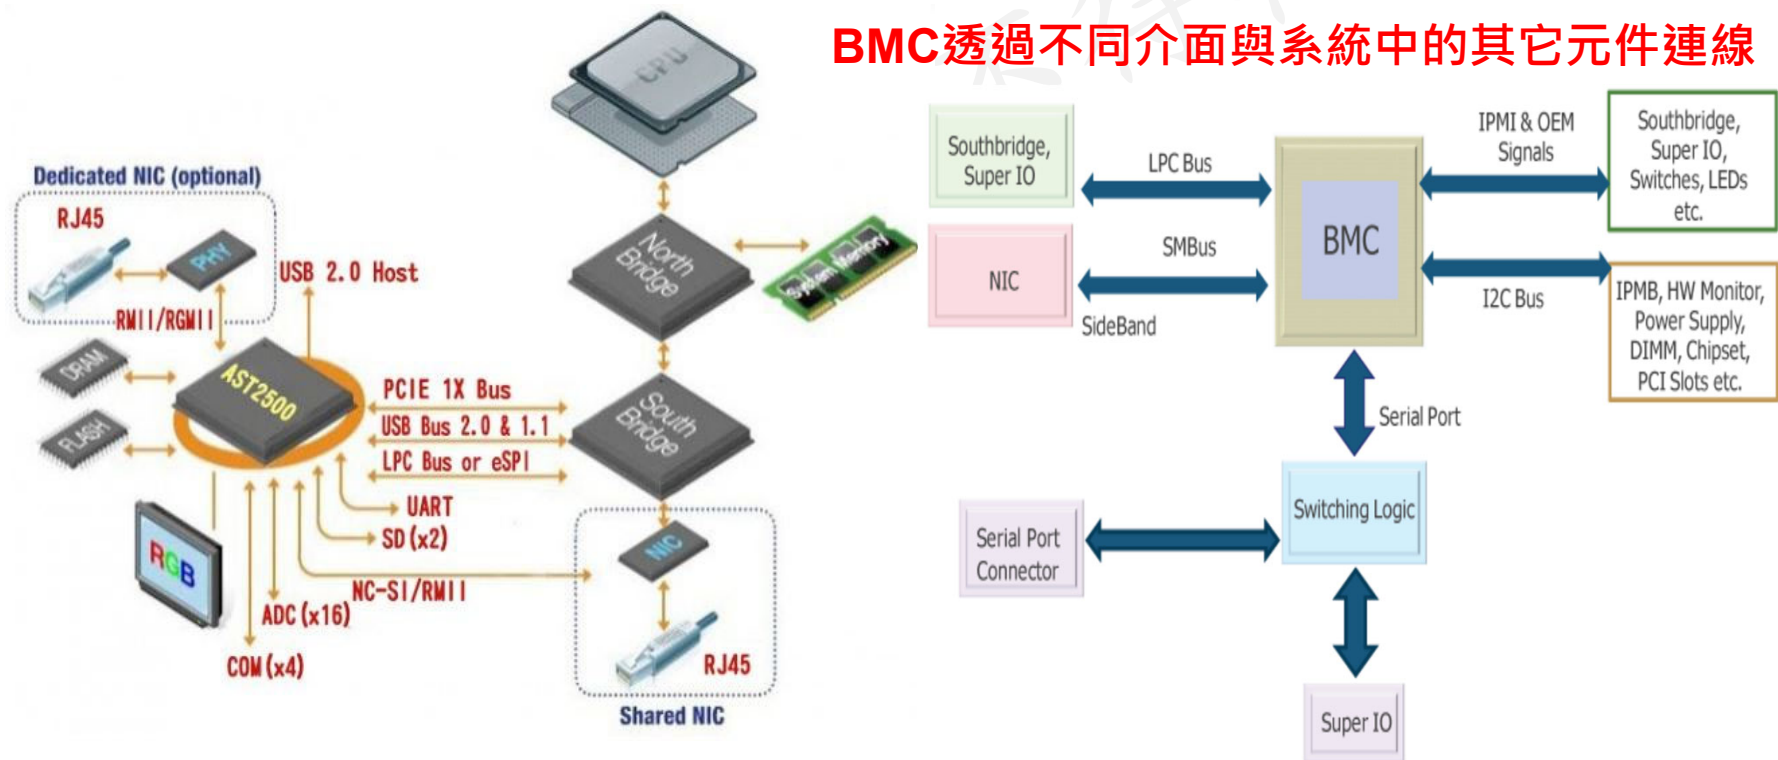 BMC透過不同介面與系統中的其它元件連線
CPU
Dedicated NIC (optional)
RJ45
PHY
USB 2.0 Host
RMII/RGMII
North
Bridge
System Memory
DRAM
FLASH
AST2500
PCIE 1X Bus
USB Bus 2.0 & 1.1
LPC Bus or eSPI
South
Bridge
UART
SD(x2)
NC-SI/RMII
ADC(x16)
COM(x4)
RGB
NIC
RJ45
Shared NIC
Southbridge,
Super IO
LPC Bus
NIC
SMBus
SideBand
BMC
IPMI & OEM
Signals
Southbridge,
Super IO,
Switches, LEDs
etc.
I2C Bus
IPMB, HW Monitor,
Power Supply,
DIMM, Chipset,
PCI Slots etc.
Serial Port
Switching Logic
Serial Port
Connector
Super IO